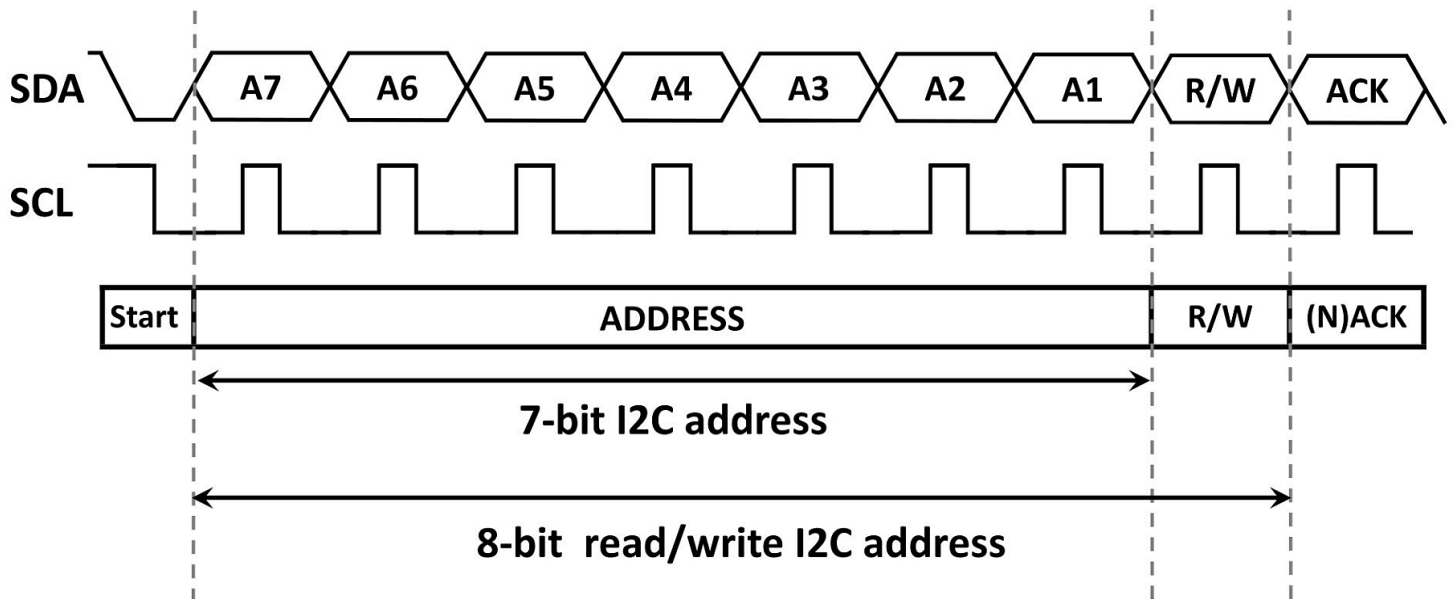 SDA A7 A6 A5 A4 A3 A2 A1 R/W ACK
SCL
Start ADDRESS R/W (N)ACK
7-bit I2C address
8-bit read/write I2C address